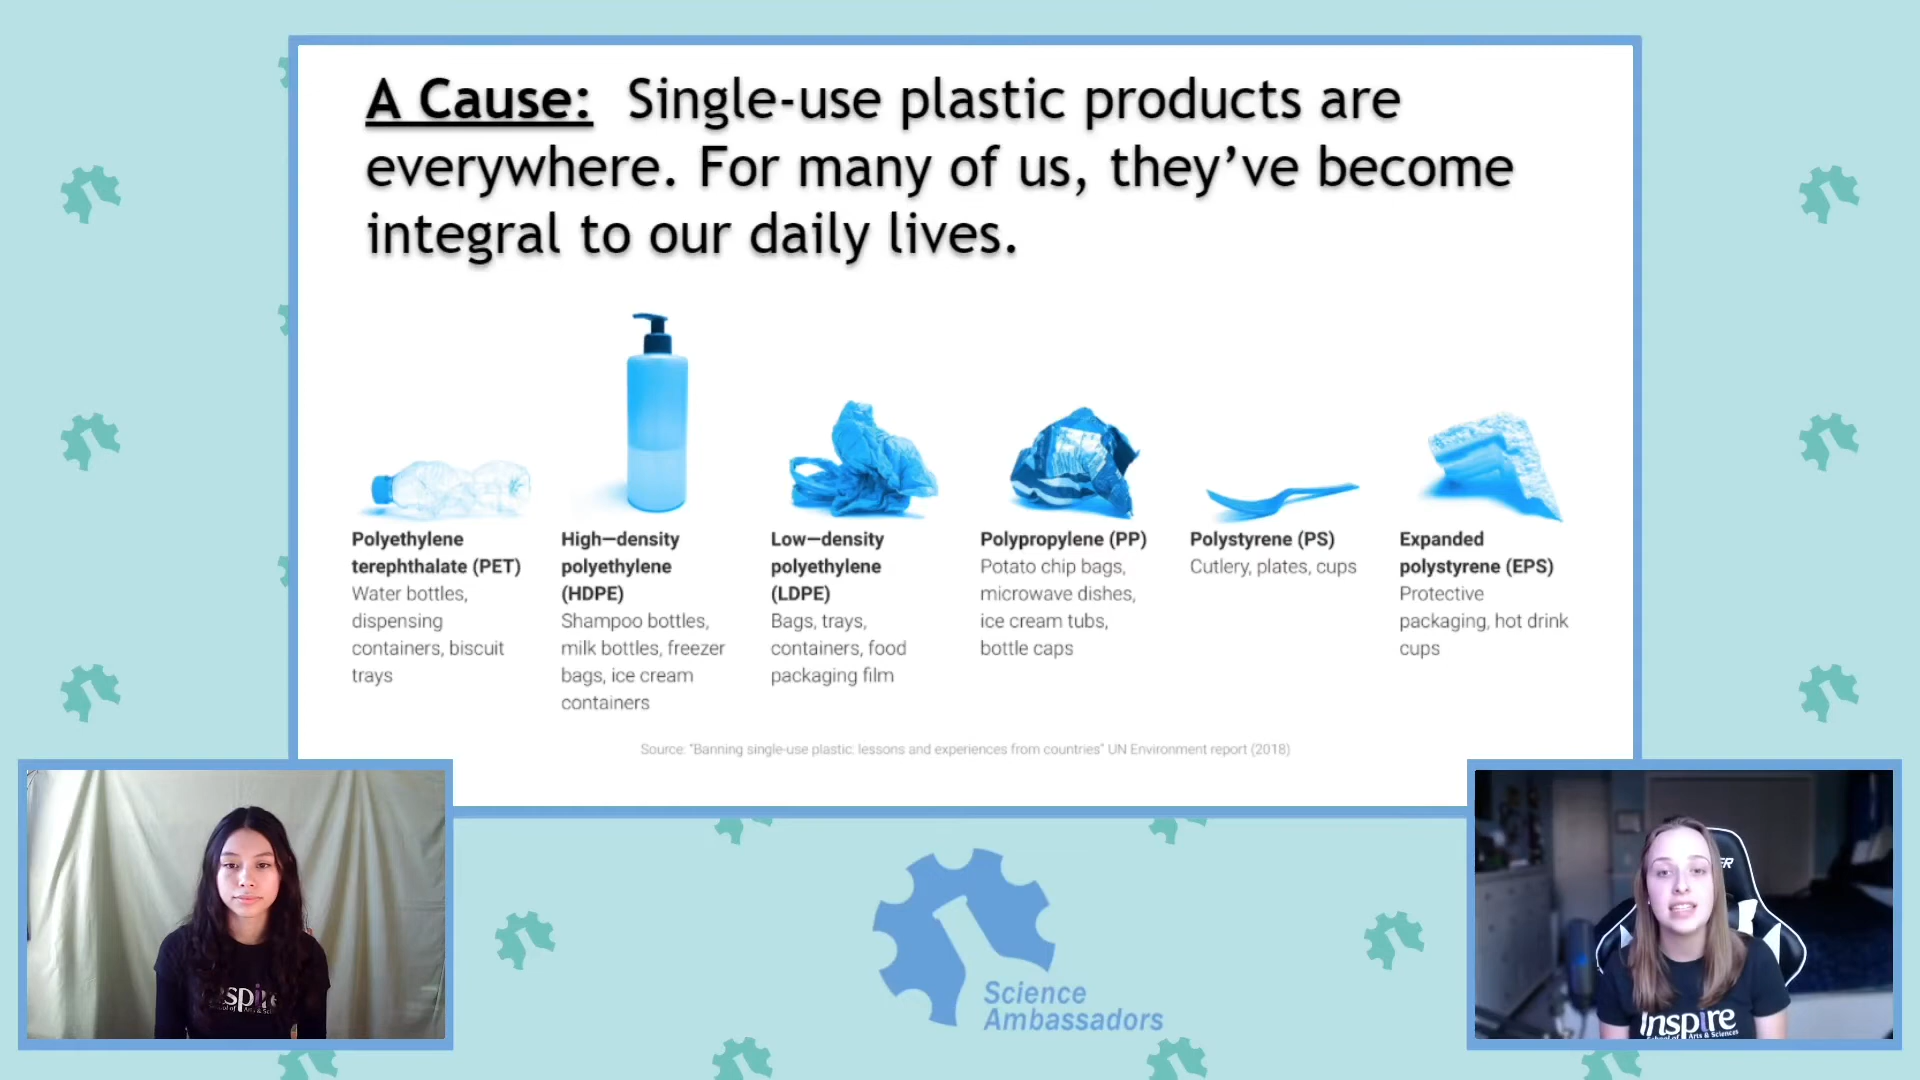 A Cause: Single-use plastic products are
everywhere. For many of us, they’ve become
integral to our daily lives.
Polyethylene
terephthalate (PET)
Water bottles,
dispensing
containers, biscuit
trays
High–density
polyethylene
(HDPE)
Shampoo bottles,
milk bottles, freezer
bags, ice cream
containers
Low–density
polyethylene
(LDPE)
Bags, trays,
containers, food
packaging film
Polypropylene (PP)
Potato chip bags,
microwave dishes,
ice cream tubs,
bottle caps
Polystyrene (PS)
Cutlery, plates, cups
Expanded
polystyrene (EPS)
Protective
packaging, hot drink
cups
Source: "Banning single-use plastic: lessons and experiences from countries" UN Environment report (2018)
Science
Ambassadors
Inspire
School of Arts & Sciences